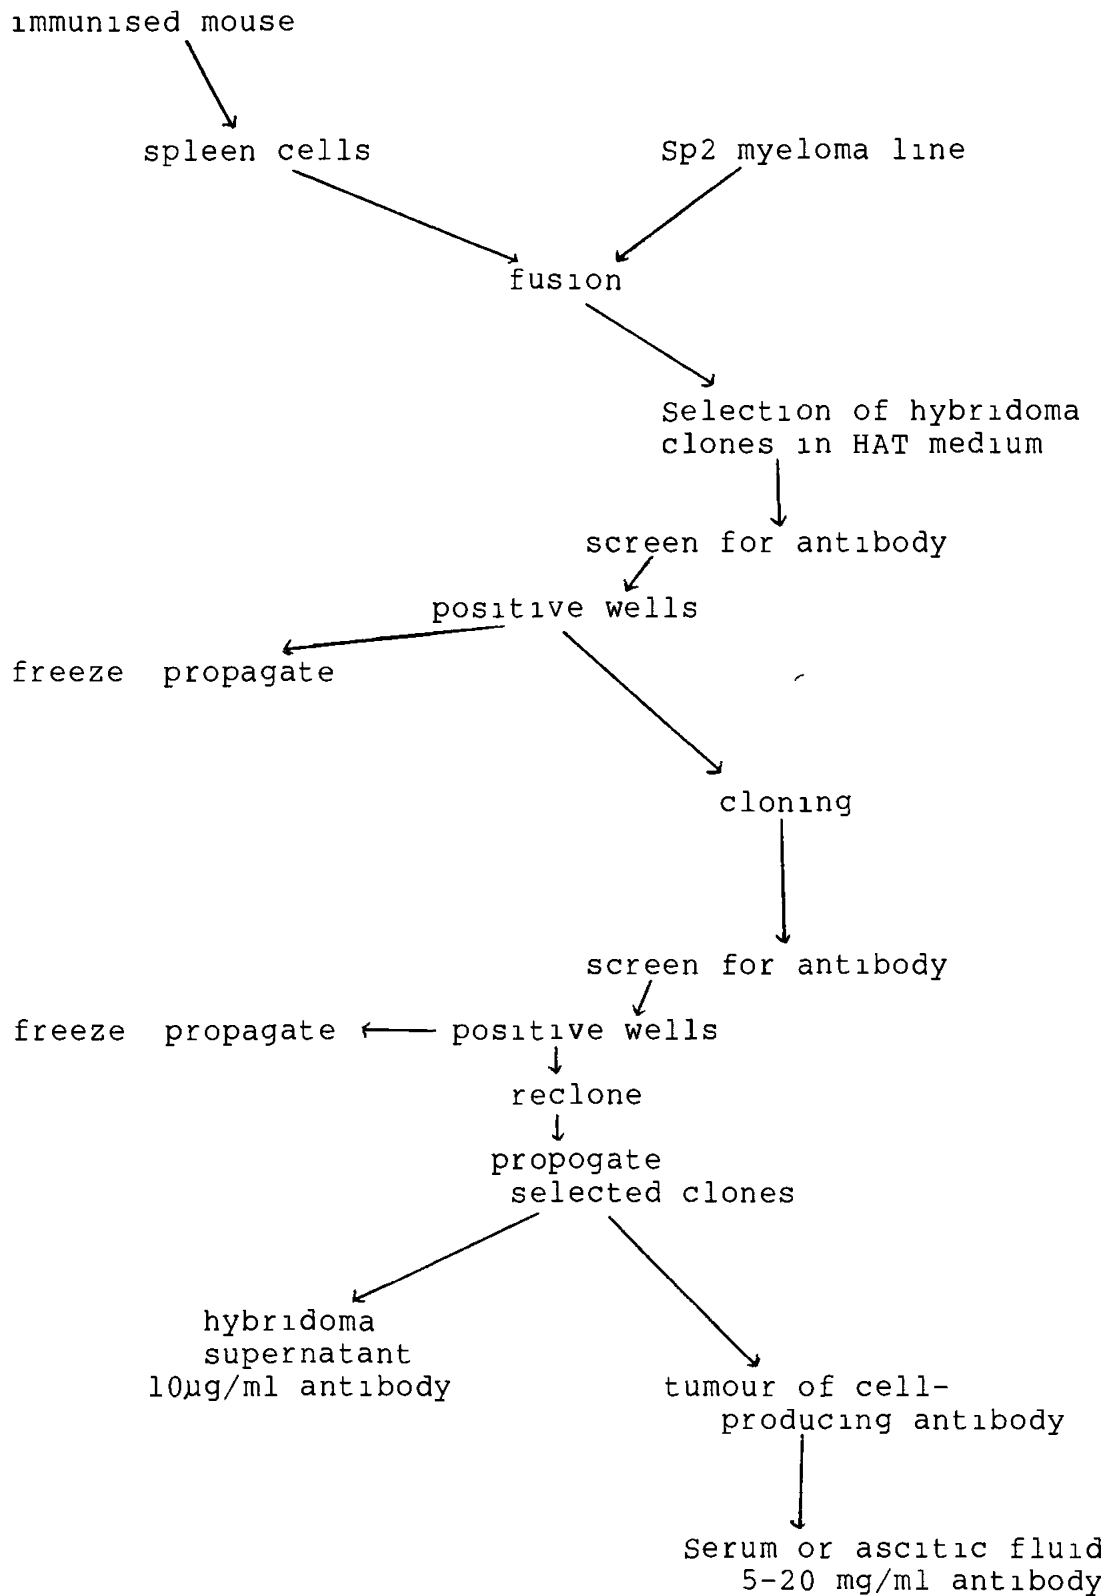 immunised mouse
spleen cells
Sp2 myeloma line
fusion
Selection of hybridoma
clones in HAT medium
screen for antibody
positive wells
freeze propagate
cloning
screen for antibody
freeze propagate
positive wells
reclone
propogate
selected clones
hybridoma
supernatant
10µg/ml antibody
tumour of cell-
producing antibody
Serum or ascitic fluid
5-20 mg/ml antibody